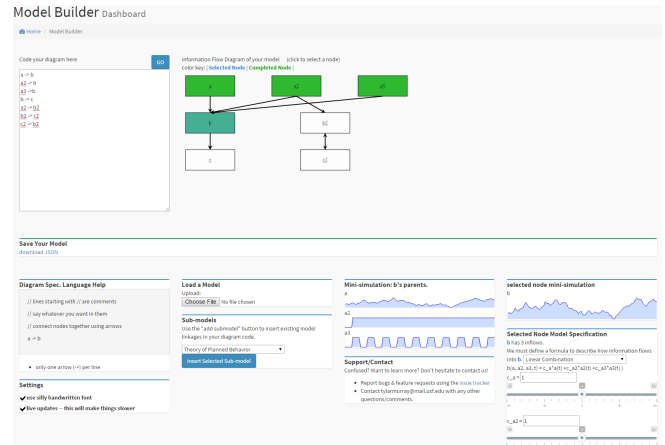 Model Builder Dashboard
Home / Model Builder
Code your diagram here
GO
a -> b
a2 -> b
a3 ->b
b -> c
a2 -> b2
b2 -> c2
c2 -> b2
Information Flow Diagram of your model (click to select a node)
color key: | Selected Node | Completed Node |
a
a2
a3
b
b2
c
c2
Save Your Model
download JSON
Diagram Spec. Language Help
// lines starting with // are comments
// say whatever you want in them
// connect nodes together using arrows
a -> b
only one arrow (->) per line
Settings
use silly handwritten font
live updates -- this will make things slower
Load a Model
Upload:
Choose File No file chosen
Sub-models
Use the "add submodel" button to insert existing model
linkages in your diagram code.
Theory of Planned Behavior
Insert Selected Sub-model
Mini-simulation: b's parents.
a
a2
a3
Support/Contact
Confused? Want to learn more? Don't hesitate to contact us!
Report bugs & feature requests using the issue tracker
Contact tylarmurray@mail.usf.edu with any other
questions/comments.
selected node mini-simulation
b
Selected Node Model Specification
b has 3 inflows.
We must define a formula to describe how information flows
into b. Linear Combination
b(a, a2, a3, t) = c_a*a(t) +c_a2*a2(t) +c_a3*a3(t) )
c_a = 1
c_a2 = 1